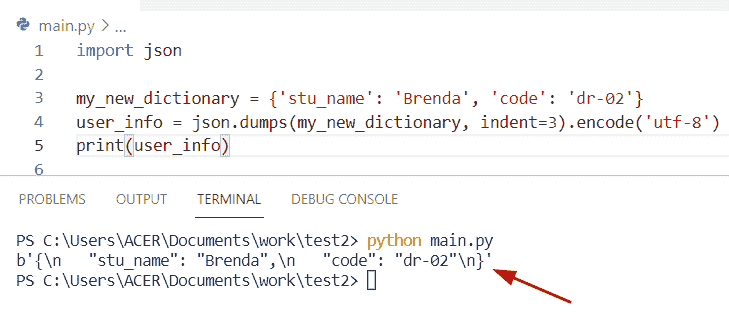 main.py > ...
1 import json
2
3 my_new_dictionary = {'stu_name': 'Brenda', 'code': 'dr-02'}
4 user_info = json.dumps(my_new_dictionary, indent=3).encode('utf-8')
5 print(user_info)
6
PROBLEMS OUTPUT TERMINAL DEBUG CONSOLE
PS C:\Users\ACER\Documents\work\test2> python main.py
b'{\n   "stu_name": "Brenda",\n   "code": "dr-02"\n}'
PS C:\Users\ACER\Documents\work\test2>